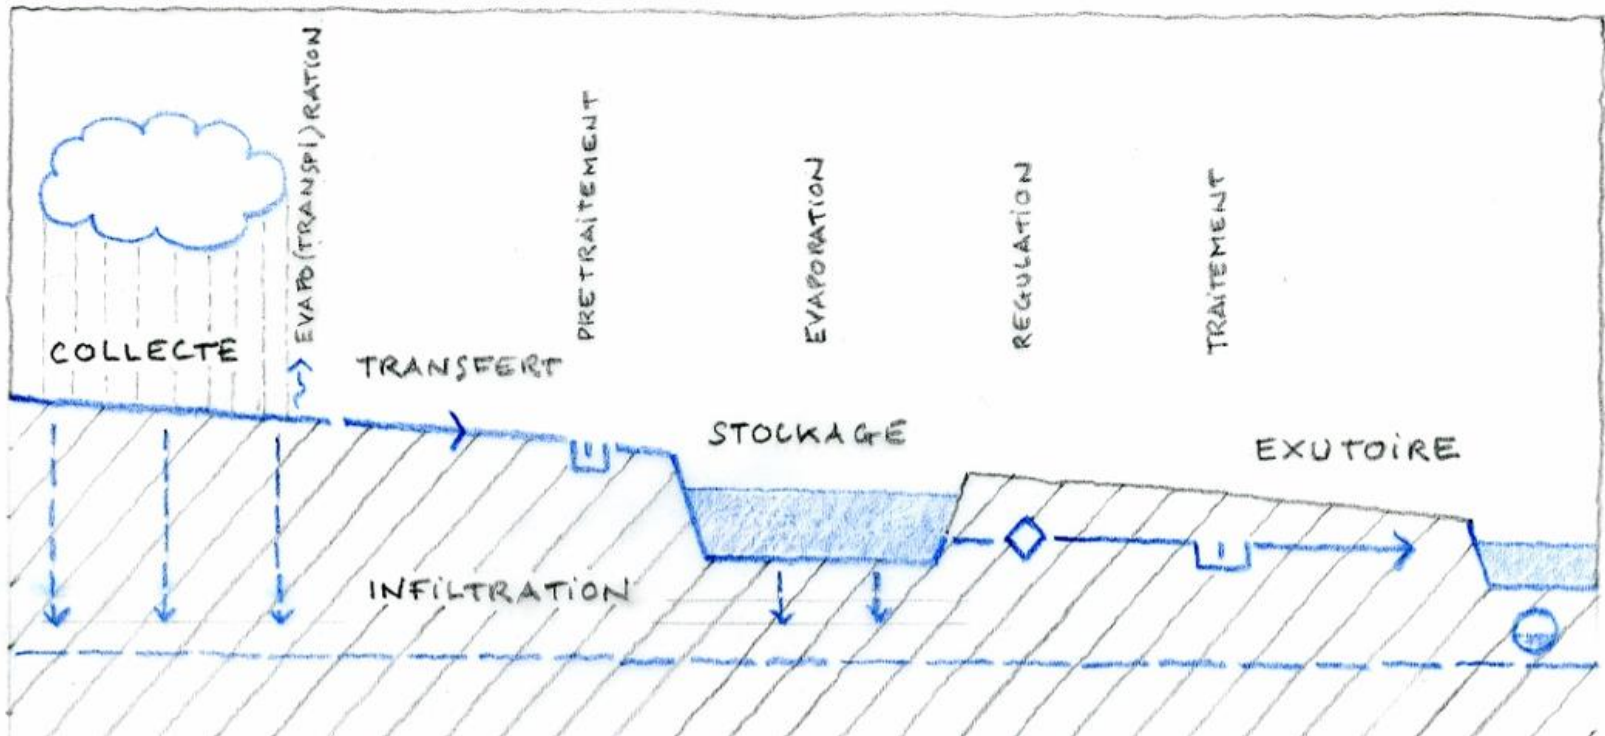 EVAPO(TRANSPI)RATION
PRETRAiTEMENT
EVAPORATION
REGULATION
TRAiTEMENT
COLLECTE
TRANSFERT
STOCKAGE
EXUTOiRE
INFiLTRATiON